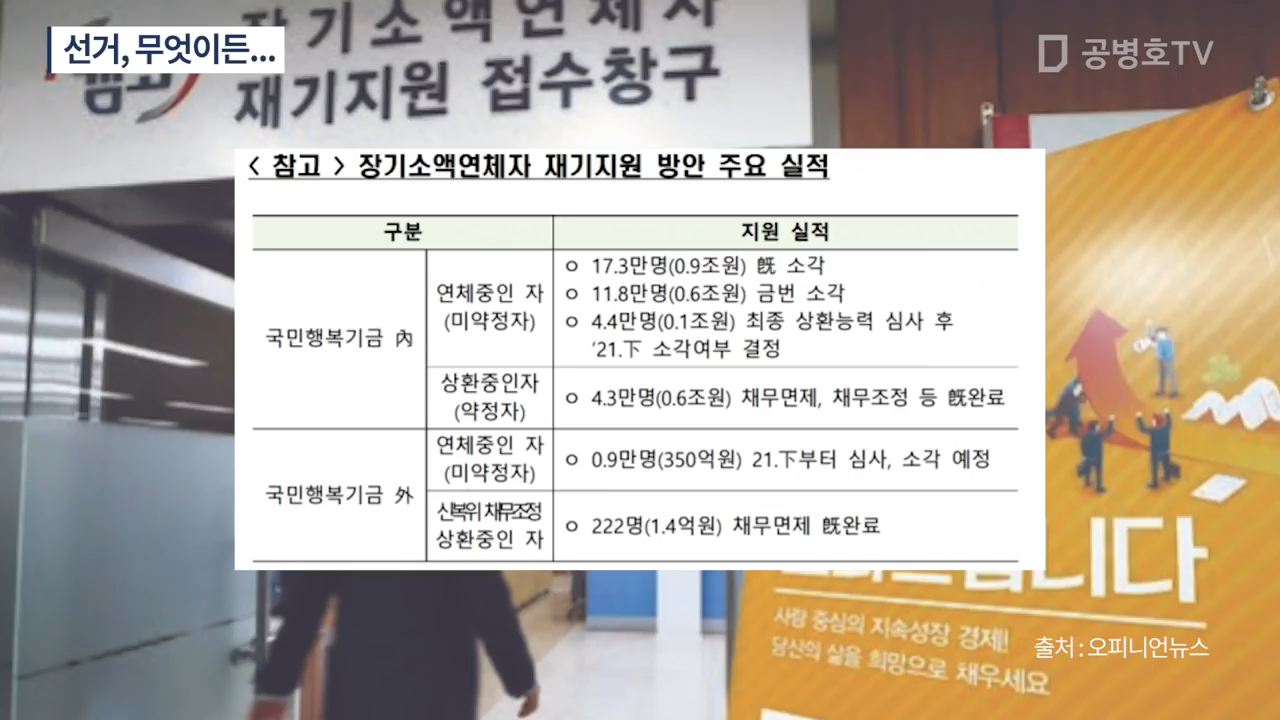 선거, 무엇이든...
공병호TV
장기소액연체자
재기지원 접수창구
캠코
< 참고 > 장기소액연체자 재기지원 방안 주요 실적
구분 지원 실적
국민행복기금 內
연체중인 자
(미약정자)
ㅇ 17.3만명(0.9조원) 旣 소각
ㅇ 11.8만명(0.6조원) 금번 소각
ㅇ 4.4만명(0.1조원) 최종 상환능력 심사 후
'21.下 소각여부 결정
상환중인자
(약정자)
ㅇ 4.3만명(0.6조원) 채무면제, 채무조정 등 旣완료
국민행복기금 外
연체중인 자
(미약정자)
ㅇ 0.9만명(350억원) 21.下부터 심사, 소각 예정
신복위 채무조정
상환중인 자
ㅇ 222명(1.4억원) 채무면제 旣완료
니다
사람 중심의 지속성장 경제!
당신의 삶을 희망으로 채우세요
출처 : 오피니언뉴스